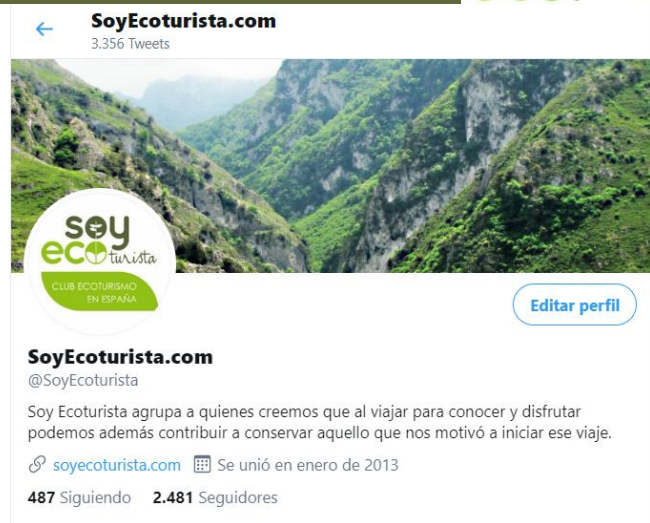 SoyEcoturista.com
3.356 Tweets
soy
eco turista
CLUB ECOTURISMO
EN ESPAÑA
Editar perfil
SoyEcoturista.com
@SoyEcoturista
Soy Ecoturista agrupa a quienes creemos que al viajar para conocer y disfrutar
podemos además contribuir a conservar aquello que nos motivó a iniciar ese viaje.
soyecoturista.com Se unió en enero de 2013
487 Siguiendo 2.481 Seguidores